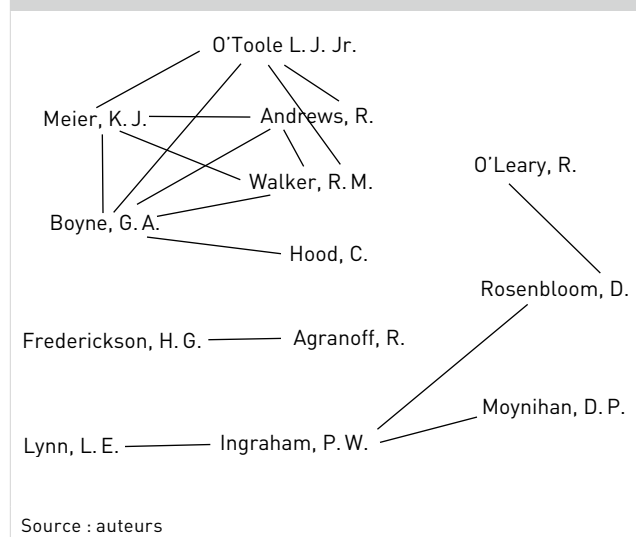 O'Toole L. J. Jr.
Meier, K. J.
Andrews, R.
Walker, R. M.
O'Leary, R.
Boyne, G. A.
Hood, C.
Rosenbloom, D.
Frederickson, H. G.
Agranoff, R.
Moynihan, D. P.
Lynn, L. E.
Ingraham, P. W.
Source : auteurs